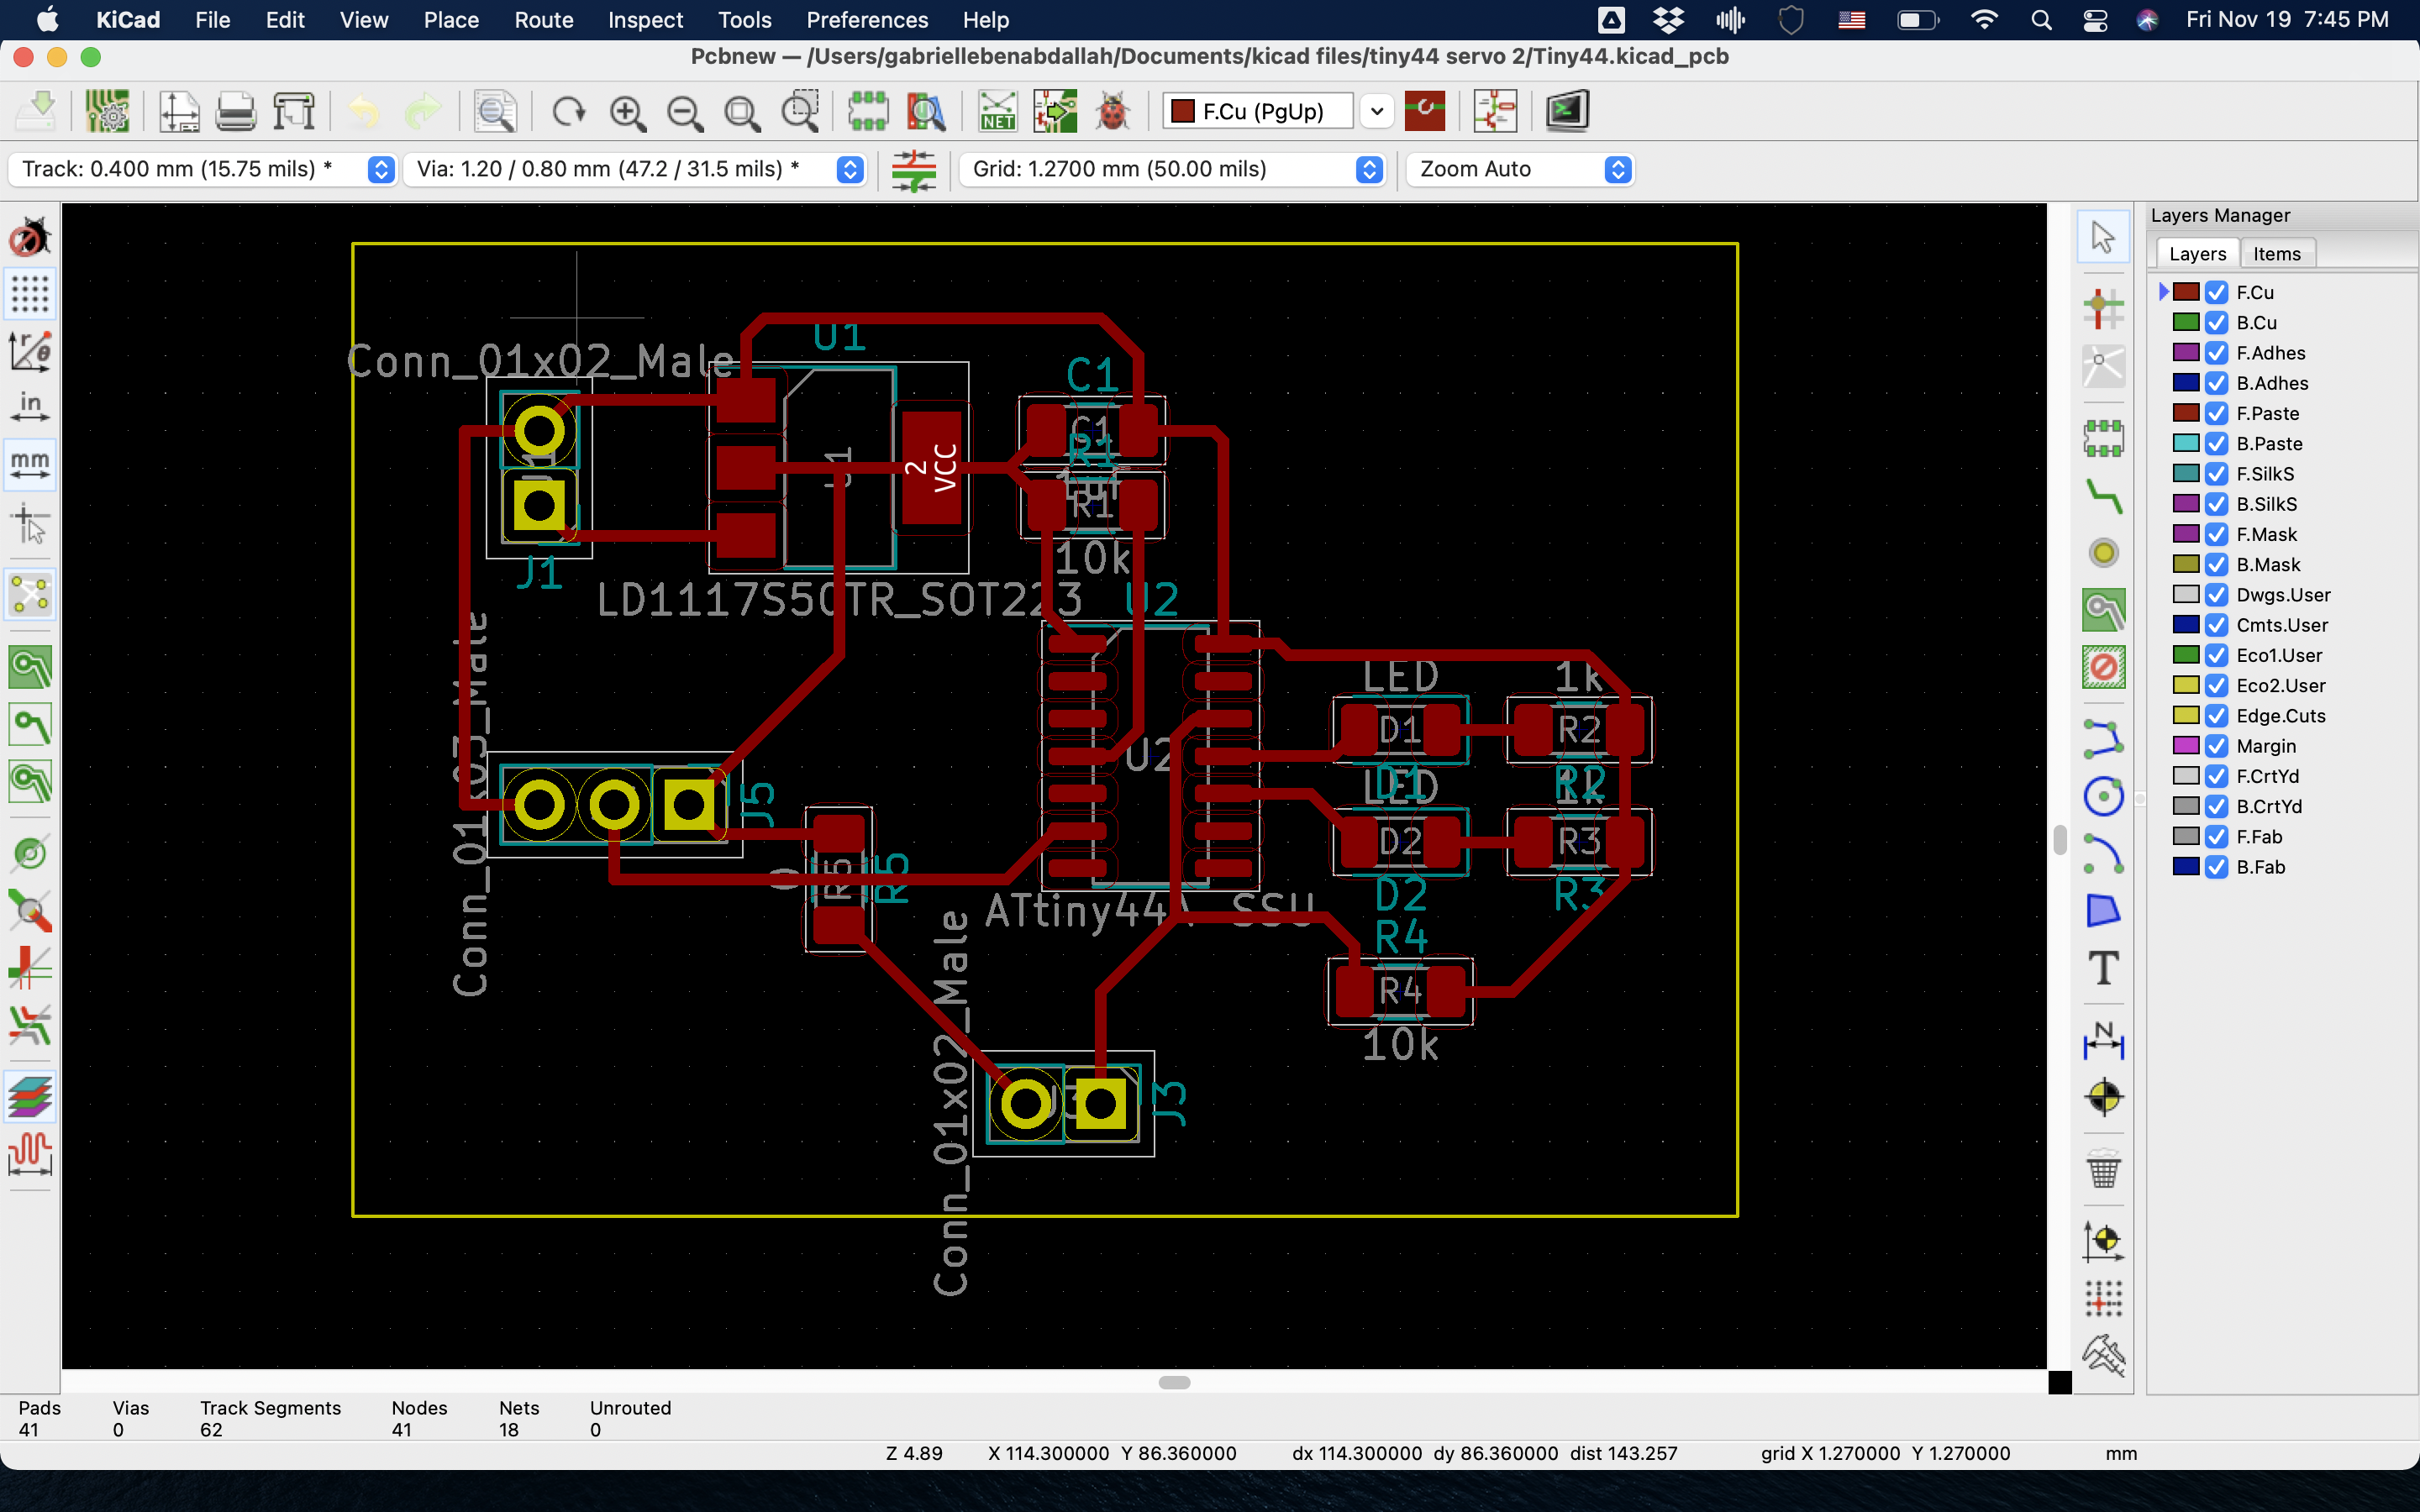 KiCad File Edit View Place Route Inspect Tools Preferences Help Fri Nov 19 7:45 PM
Pcbnew — /Users/gabriellebenabdallah/Documents/kicad files/tiny44 servo 2/Tiny44.kicad_pcb
NET F.Cu (PgUp)
Track: 0.400 mm (15.75 mils) * Via: 1.20 / 0.80 mm (47.2 / 31.5 mils) * Grid: 1.2700 mm (50.00 mils) Zoom Auto
Layers Manager
Layers Items
F.Cu
B.Cu
F.Adhes
B.Adhes
F.Paste
B.Paste
F.SilkS
B.SilkS
F.Mask
B.Mask
Dwgs.User
Cmts.User
Eco1.User
Eco2.User
Edge.Cuts
Margin
F.CrtYd
B.CrtYd
F.Fab
B.Fab
in
mm
U1
Conn_01x02_Male
C1
C1
J1
2
VCC
R1
R1
10k
J1
LD1117S50TR_SOT223
U2
Conn_01x03_Male
LED
1k
D1
R2
U2
D1
R2
LED
1k
J5
D2
R3
R5
R5
0
ATtiny44A-SSU
D2
R3
R4
R4
10k
Conn_01x02_Male
J3
J3
T
N
Pads Vias Track Segments Nodes Nets Unrouted
41 0 62 41 18 0
Z 4.89 X 114.300000 Y 86.360000 dx 114.300000 dy 86.360000 dist 143.257 grid X 1.270000 Y 1.270000 mm